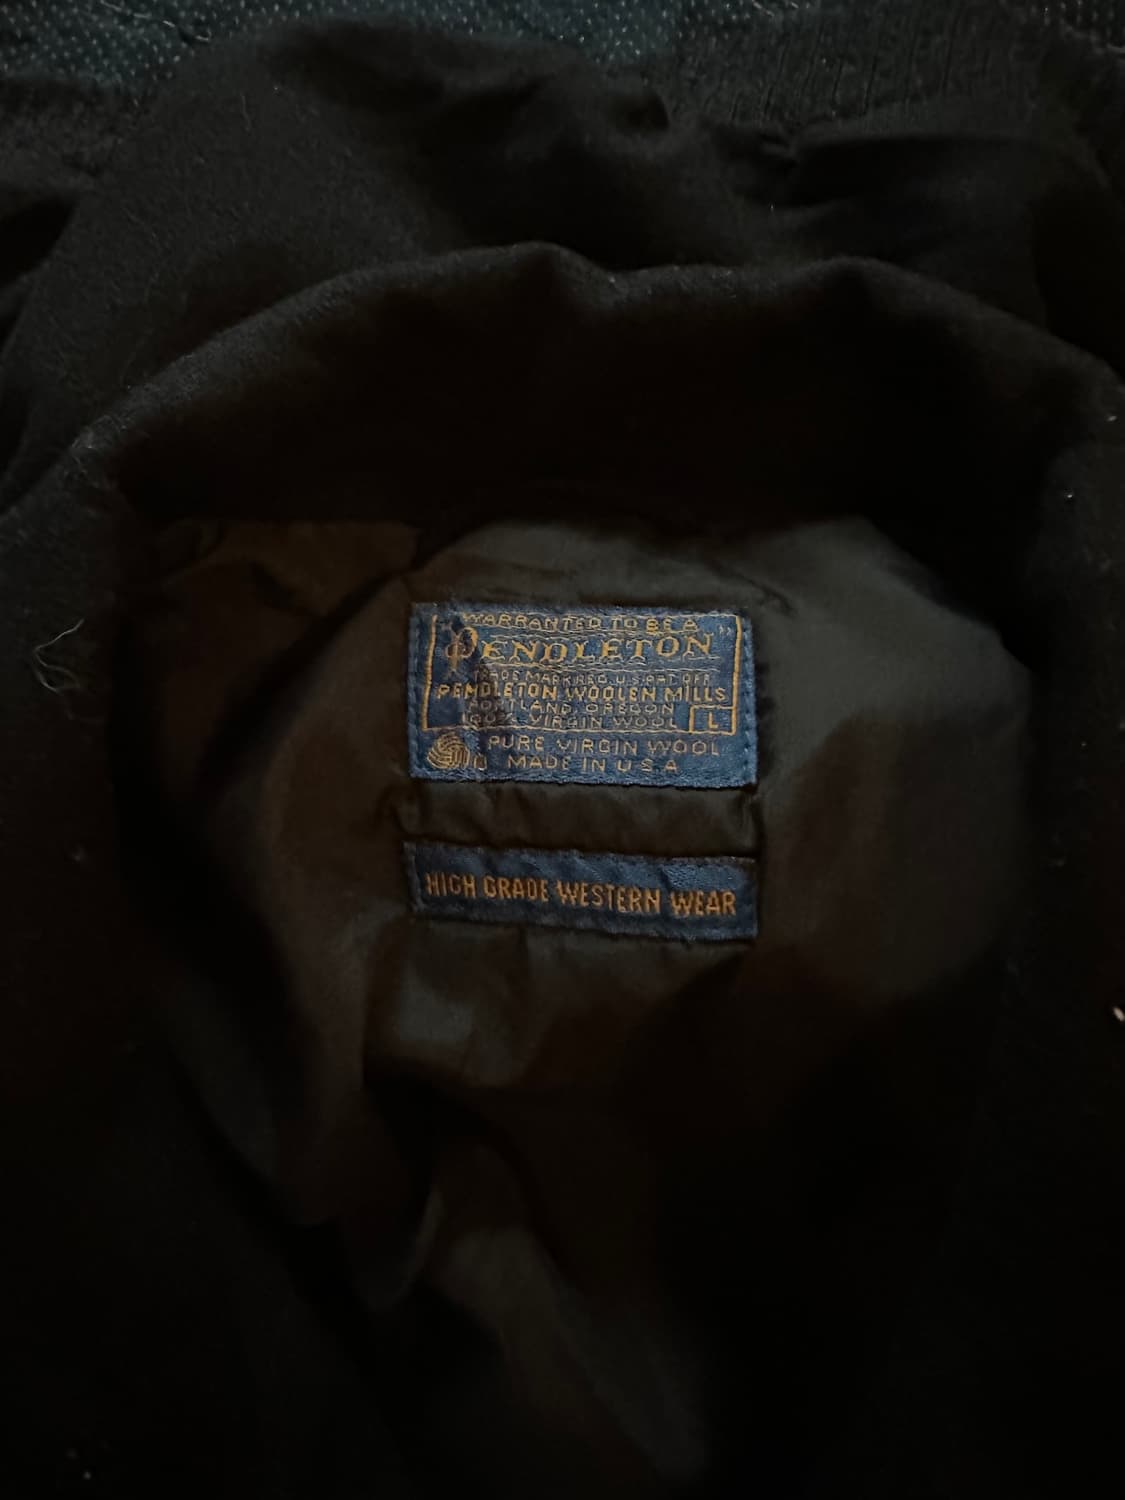 "WARRANTED TO BE A
PENDLETON"
TRADE MARK REG. U.S. PAT. OFF.
PENDLETON WOOLEN MILLS
PORTLAND, OREGON
100% VIRGIN WOOL L
PURE VIRGIN WOOL
MADE IN U.S.A
HIGH GRADE WESTERN WEAR